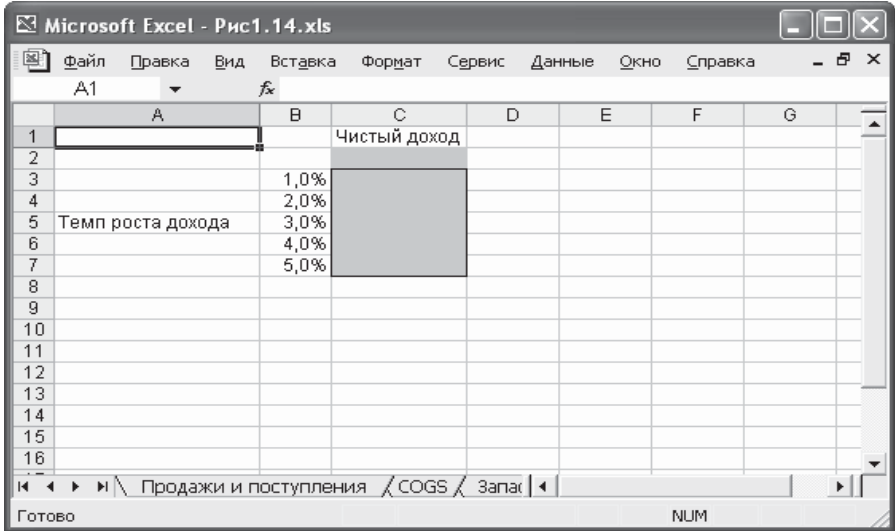 Microsoft Excel - Рис1.14.xls
Файл Правка Вид Вставка Формат Сервис Данные Окно Справка
A1 fx
A B C D E F G
1 Чистый доход
2
3 1,0%
4 2,0%
5 Темп роста дохода 3,0%
6 4,0%
7 5,0%
8
9
10
11
12
13
14
15
16
Продажи и поступления COGS Запас
Готово NUM